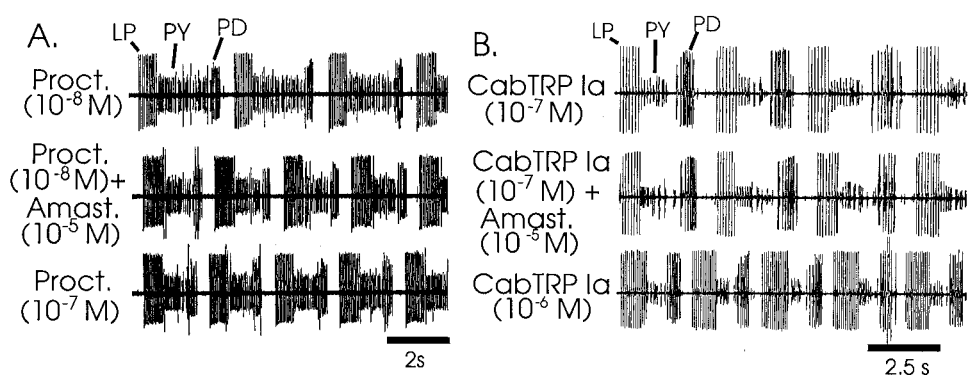 A.
LP PY PD
Proct.
(10-8 M)
Proct.
(10-8 M)+
Amast.
(10-5 M)
Proct.
(10-7 M)
2s
B.
LP PY PD
CabTRP Ia
(10-7 M)
CabTRP Ia
(10-7 M) +
Amast.
(10-5 M)
CabTRP Ia
(10-6 M)
2.5 s